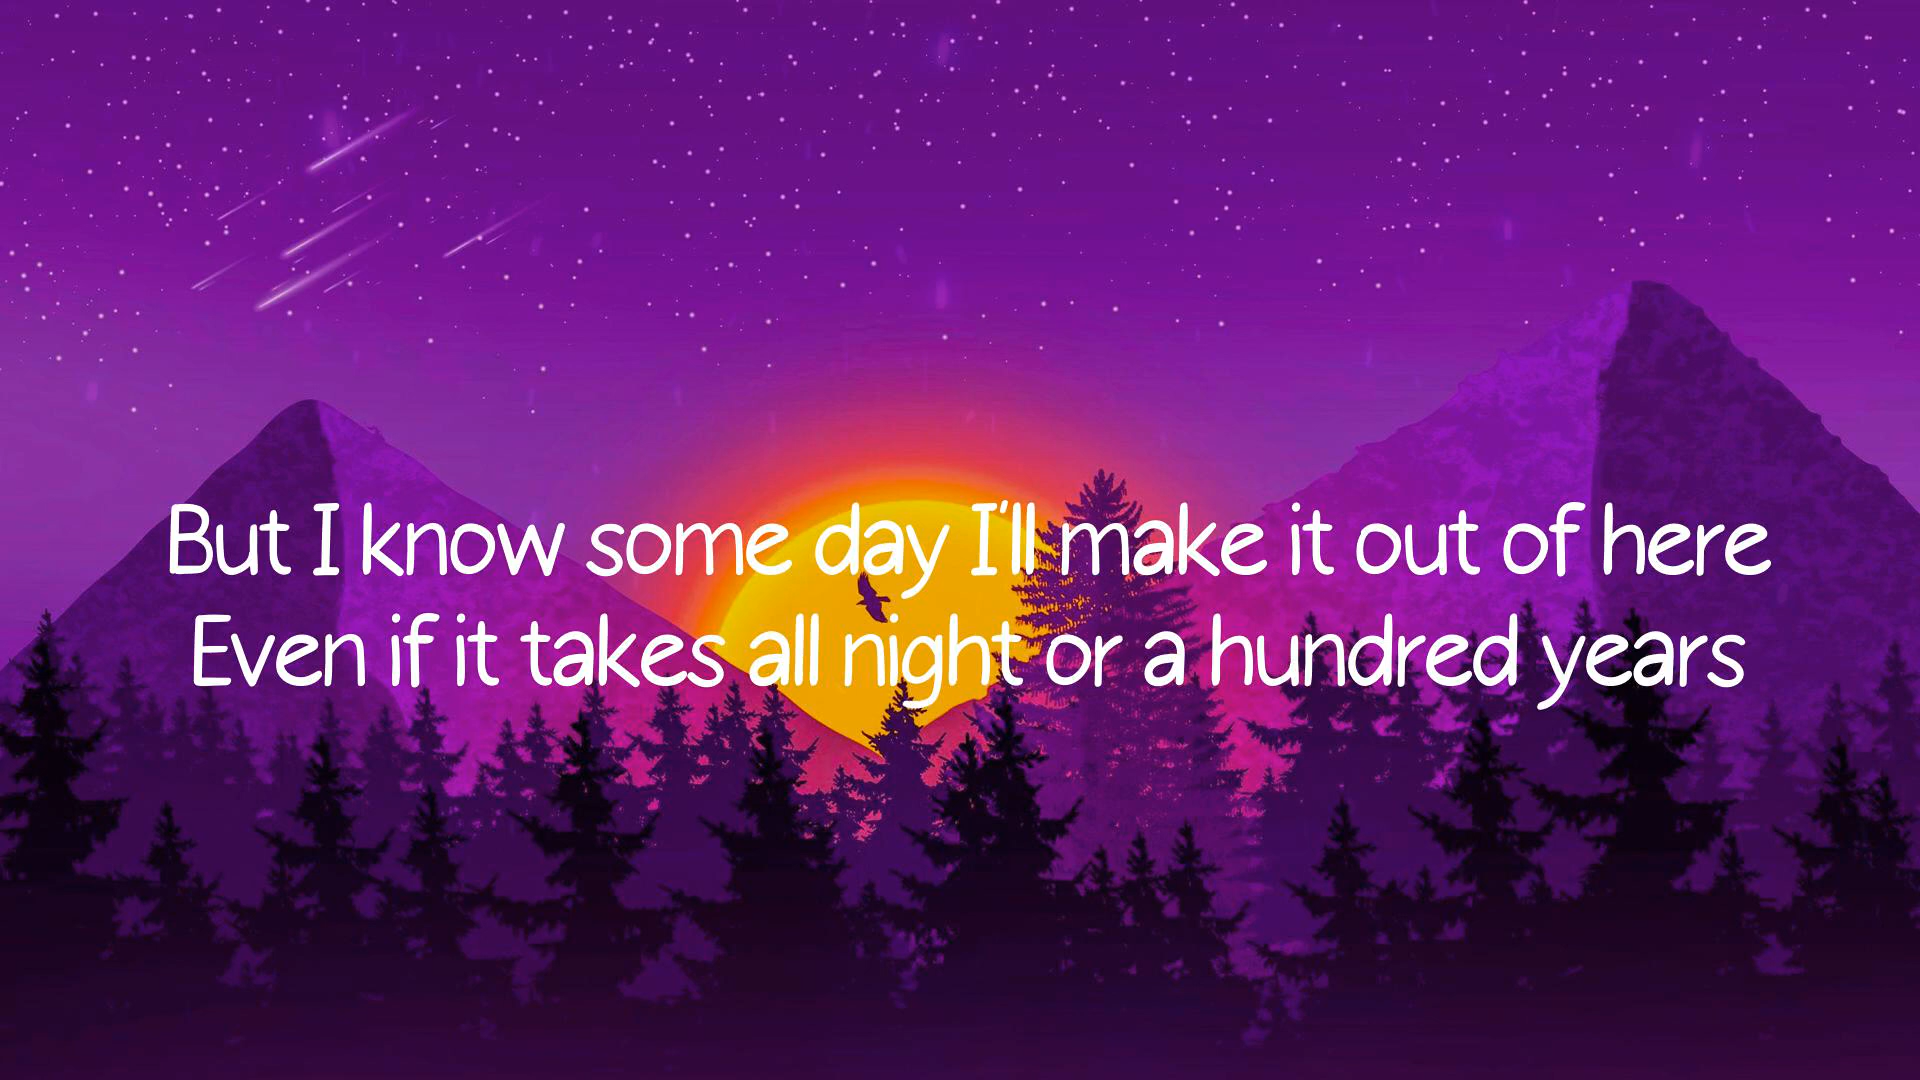 But I know some day I'll make it out of here
Even if it takes all night or a hundred years